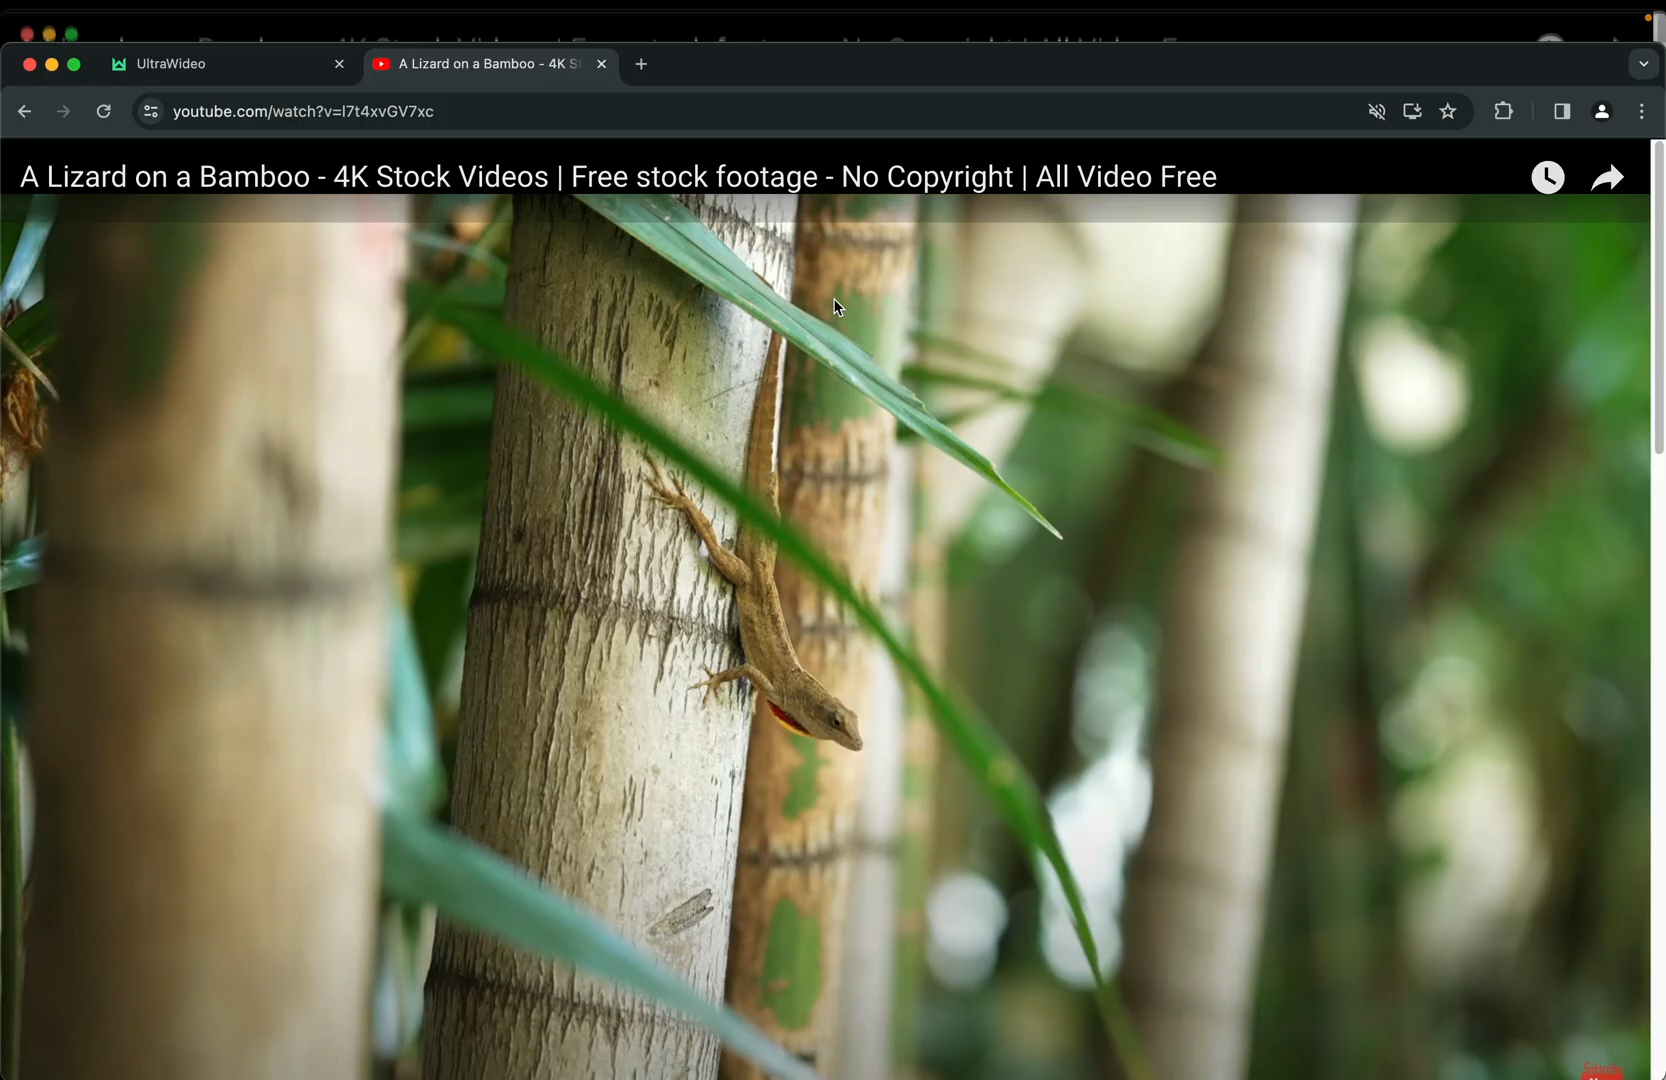 UltraWideo
A Lizard on a Bamboo - 4K S
youtube.com/watch?v=l7t4xvGV7xc
A Lizard on a Bamboo - 4K Stock Videos | Free stock footage - No Copyright | All Video Free
Subscribe